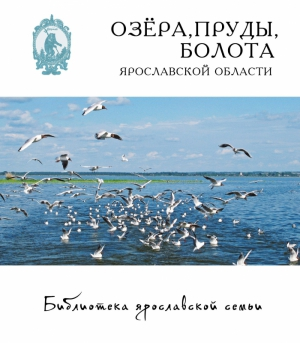 ОЗЁРА, ПРУДЫ,
БОЛОТА
ЯРОСЛАВСКОЙ ОБЛАСТИ
Библиотека ярославской семьи